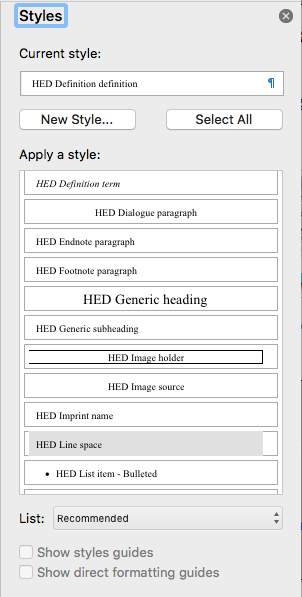 Styles
Current style:
HED Definition definition ¶
New Style... Select All
Apply a style:
HED Definition term
HED Dialogue paragraph
HED Endnote paragraph
HED Footnote paragraph
HED Generic heading
HED Generic subheading
HED Image holder
HED Image source
HED Imprint name
HED Line space
• HED List item - Bulleted
List: Recommended
Show styles guides
Show direct formatting guides